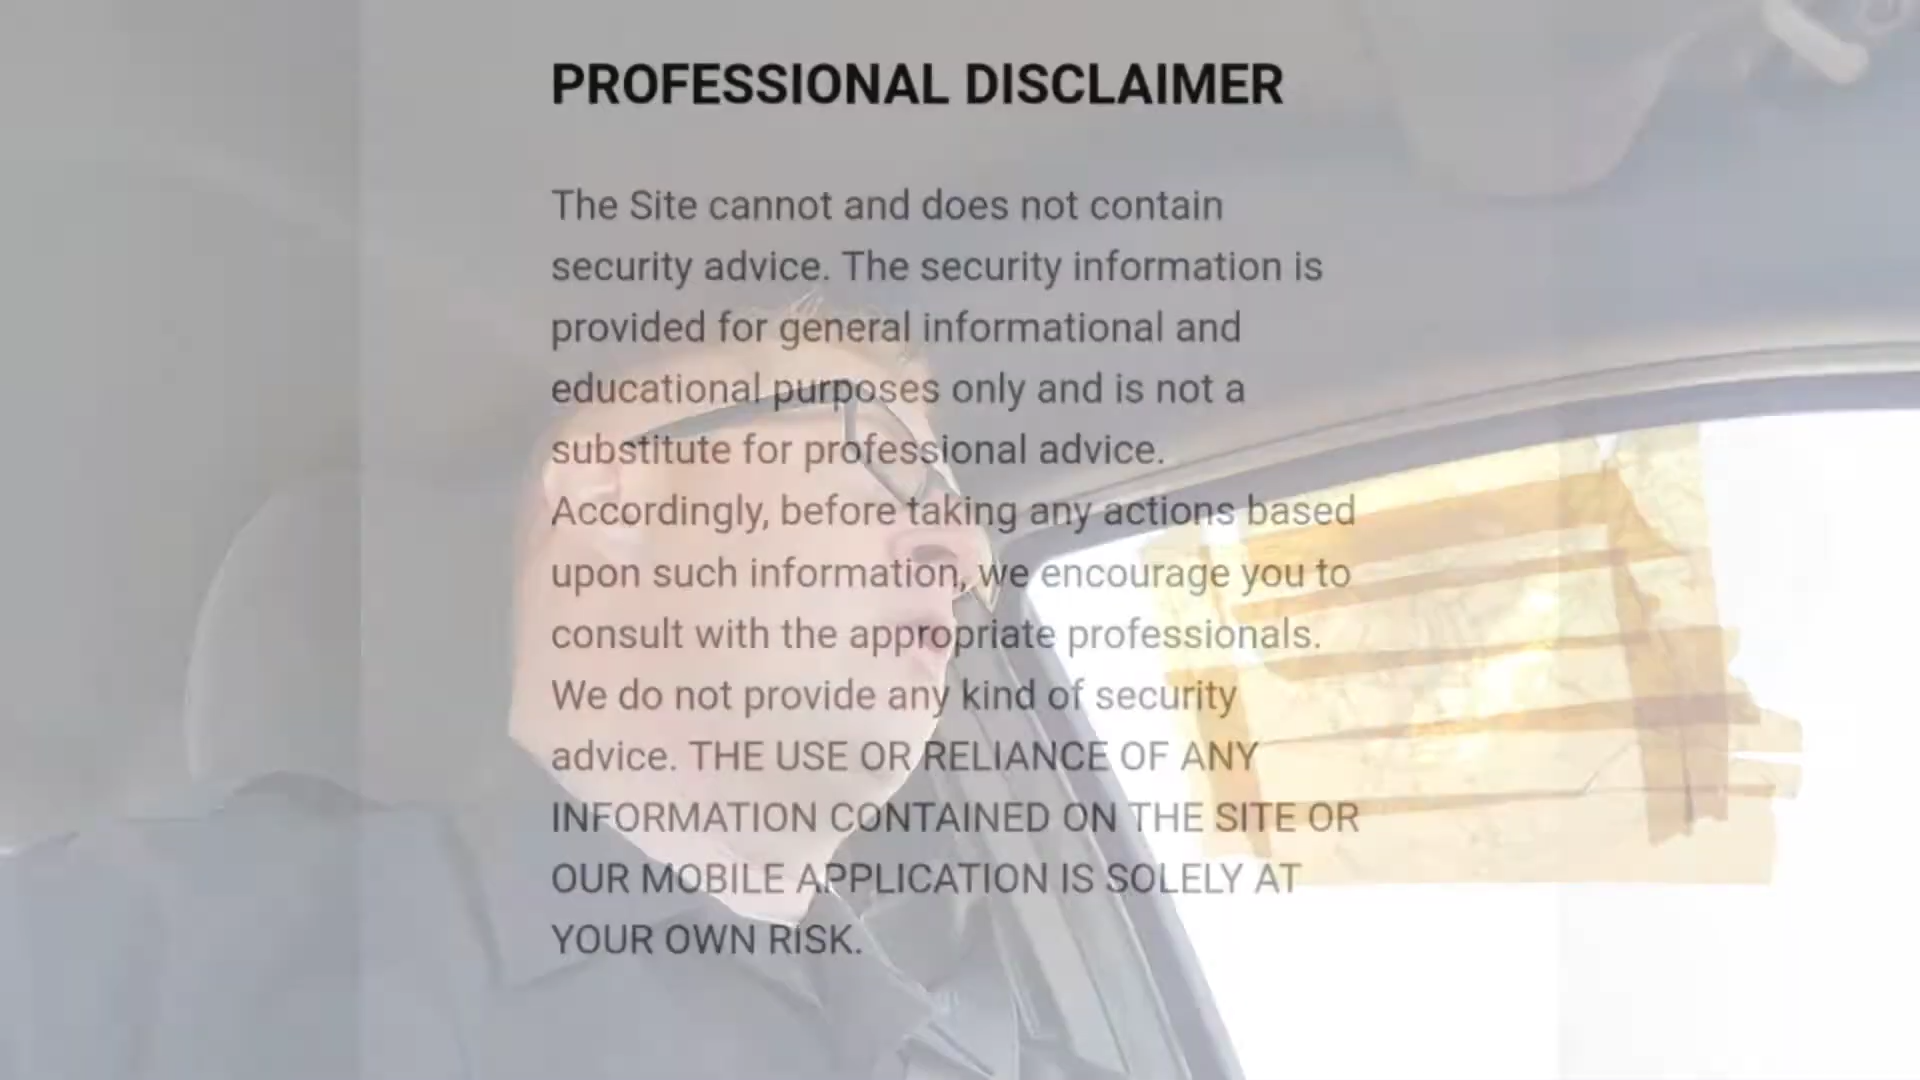 PROFESSIONAL DISCLAIMER
The Site cannot and does not contain
security advice. The security information is
provided for general informational and
educational purposes only and is not a
substitute for professional advice.
Accordingly, before taking any actions based
upon such information, we encourage you to
consult with the appropriate professionals.
We do not provide any kind of security
advice. THE USE OR RELIANCE OF ANY
INFORMATION CONTAINED ON THE SITE OR
OUR MOBILE APPLICATION IS SOLELY AT
YOUR OWN RISK.